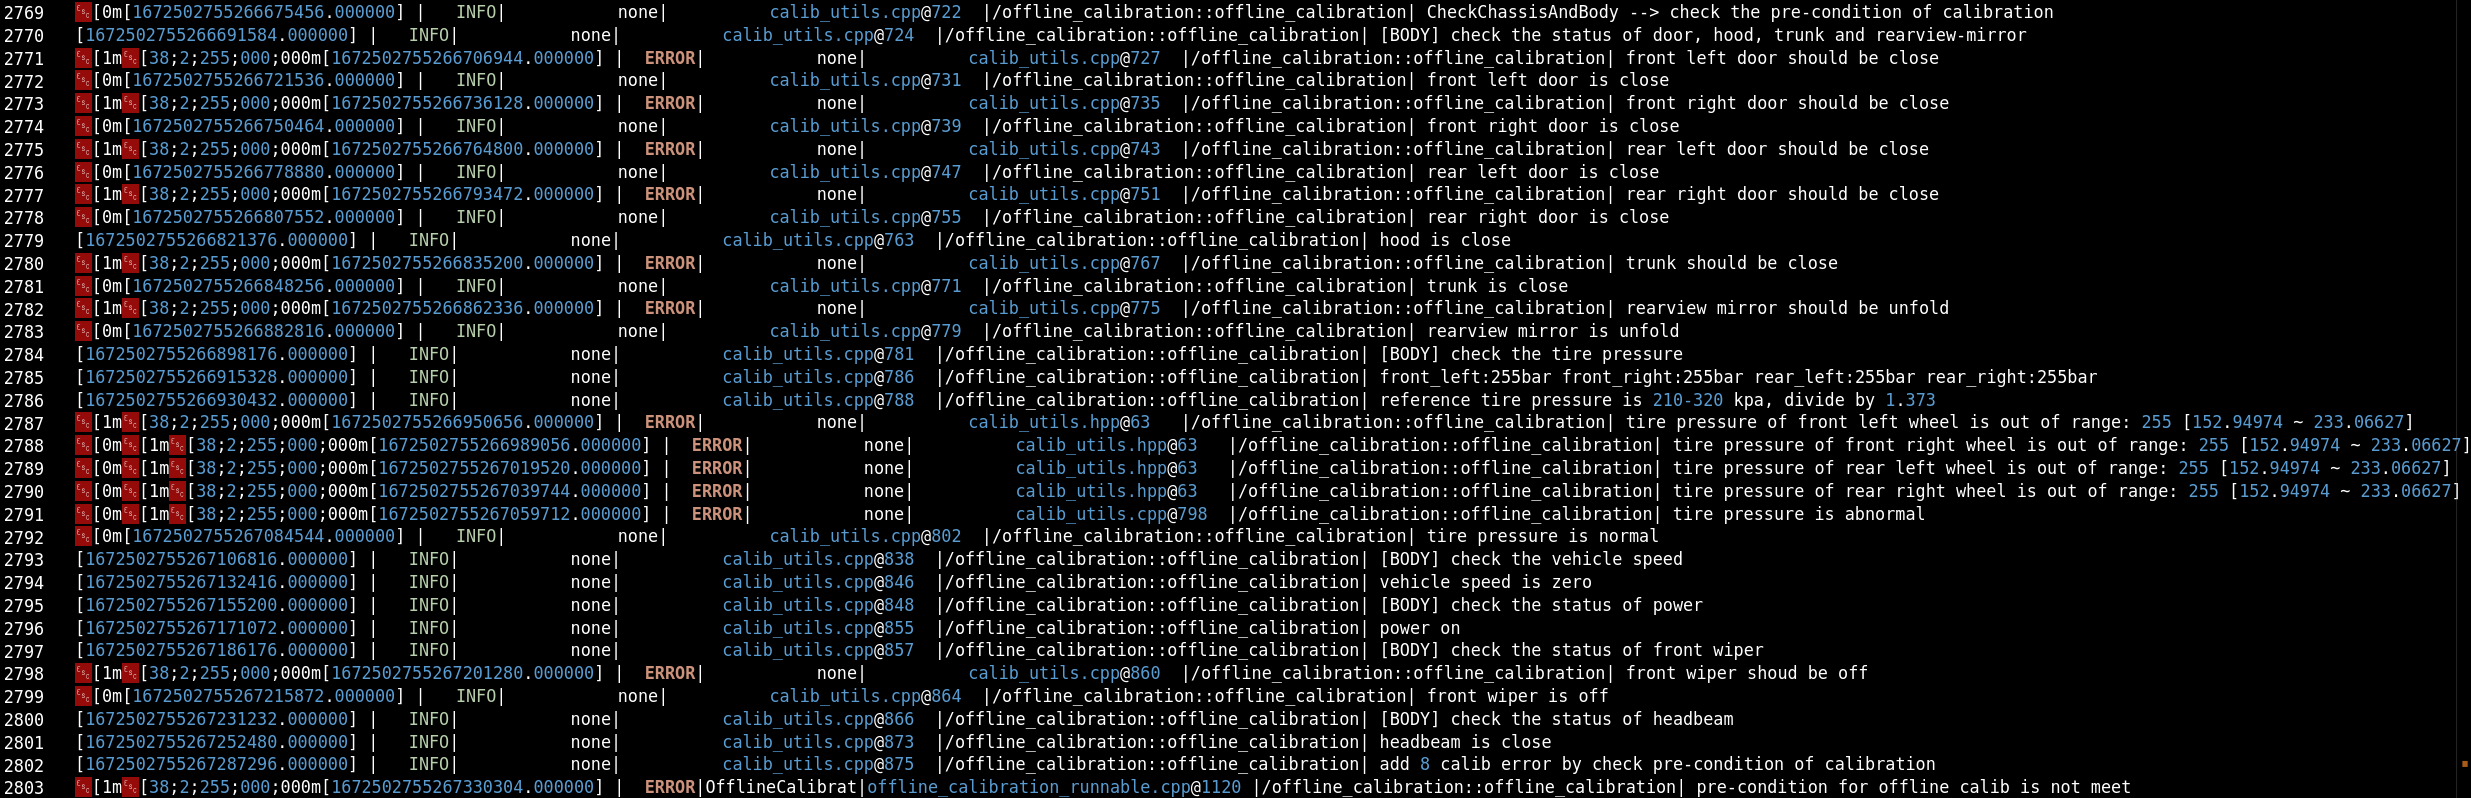 2769 ␛[0m[1672502755266675456.000000] | INFO| none| calib_utils.cpp@722 |/offline_calibration::offline_calibration| CheckChassisAndBody --> check the pre-condition of calibration
2770 [1672502755266691584.000000] | INFO| none| calib_utils.cpp@724 |/offline_calibration::offline_calibration| [BODY] check the status of door, hood, trunk and rearview-mirror
2771 ␛[1m␛[38;2;255;000;000m[1672502755266706944.000000] | ERROR| none| calib_utils.cpp@727 |/offline_calibration::offline_calibration| front left door should be close
2772 ␛[0m[1672502755266721536.000000] | INFO| none| calib_utils.cpp@731 |/offline_calibration::offline_calibration| front left door is close
2773 ␛[1m␛[38;2;255;000;000m[1672502755266736128.000000] | ERROR| none| calib_utils.cpp@735 |/offline_calibration::offline_calibration| front right door should be close
2774 ␛[0m[1672502755266750464.000000] | INFO| none| calib_utils.cpp@739 |/offline_calibration::offline_calibration| front right door is close
2775 ␛[1m␛[38;2;255;000;000m[1672502755266764800.000000] | ERROR| none| calib_utils.cpp@743 |/offline_calibration::offline_calibration| rear left door should be close
2776 ␛[0m[1672502755266778880.000000] | INFO| none| calib_utils.cpp@747 |/offline_calibration::offline_calibration| rear left door is close
2777 ␛[1m␛[38;2;255;000;000m[1672502755266793472.000000] | ERROR| none| calib_utils.cpp@751 |/offline_calibration::offline_calibration| rear right door should be close
2778 ␛[0m[1672502755266807552.000000] | INFO| none| calib_utils.cpp@755 |/offline_calibration::offline_calibration| rear right door is close
2779 [1672502755266821376.000000] | INFO| none| calib_utils.cpp@763 |/offline_calibration::offline_calibration| hood is close
2780 ␛[1m␛[38;2;255;000;000m[1672502755266835200.000000] | ERROR| none| calib_utils.cpp@767 |/offline_calibration::offline_calibration| trunk should be close
2781 ␛[0m[1672502755266848256.000000] | INFO| none| calib_utils.cpp@771 |/offline_calibration::offline_calibration| trunk is close
2782 ␛[1m␛[38;2;255;000;000m[1672502755266862336.000000] | ERROR| none| calib_utils.cpp@775 |/offline_calibration::offline_calibration| rearview mirror should be unfold
2783 ␛[0m[1672502755266882816.000000] | INFO| none| calib_utils.cpp@779 |/offline_calibration::offline_calibration| rearview mirror is unfold
2784 [1672502755266898176.000000] | INFO| none| calib_utils.cpp@781 |/offline_calibration::offline_calibration| [BODY] check the tire pressure
2785 [1672502755266915328.000000] | INFO| none| calib_utils.cpp@786 |/offline_calibration::offline_calibration| front_left:255bar front_right:255bar rear_left:255bar rear_right:255bar
2786 [1672502755266930432.000000] | INFO| none| calib_utils.cpp@788 |/offline_calibration::offline_calibration| reference tire pressure is 210-320 kpa, divide by 1.373
2787 ␛[1m␛[38;2;255;000;000m[1672502755266950656.000000] | ERROR| none| calib_utils.hpp@63 |/offline_calibration::offline_calibration| tire pressure of front left wheel is out of range: 255 [152.94974 ~ 233.06627]
2788 ␛[0m␛[1m␛[38;2;255;000;000m[1672502755266989056.000000] | ERROR| none| calib_utils.hpp@63 |/offline_calibration::offline_calibration| tire pressure of front right wheel is out of range: 255 [152.94974 ~ 233.06627]
2789 ␛[0m␛[1m␛[38;2;255;000;000m[1672502755267019520.000000] | ERROR| none| calib_utils.hpp@63 |/offline_calibration::offline_calibration| tire pressure of rear left wheel is out of range: 255 [152.94974 ~ 233.06627]
2790 ␛[0m␛[1m␛[38;2;255;000;000m[1672502755267039744.000000] | ERROR| none| calib_utils.hpp@63 |/offline_calibration::offline_calibration| tire pressure of rear right wheel is out of range: 255 [152.94974 ~ 233.06627]
2791 ␛[0m␛[1m␛[38;2;255;000;000m[1672502755267059712.000000] | ERROR| none| calib_utils.cpp@798 |/offline_calibration::offline_calibration| tire pressure is abnormal
2792 ␛[0m[1672502755267084544.000000] | INFO| none| calib_utils.cpp@802 |/offline_calibration::offline_calibration| tire pressure is normal
2793 [1672502755267106816.000000] | INFO| none| calib_utils.cpp@838 |/offline_calibration::offline_calibration| [BODY] check the vehicle speed
2794 [1672502755267132416.000000] | INFO| none| calib_utils.cpp@846 |/offline_calibration::offline_calibration| vehicle speed is zero
2795 [1672502755267155200.000000] | INFO| none| calib_utils.cpp@848 |/offline_calibration::offline_calibration| [BODY] check the status of power
2796 [1672502755267171072.000000] | INFO| none| calib_utils.cpp@855 |/offline_calibration::offline_calibration| power on
2797 [1672502755267186176.000000] | INFO| none| calib_utils.cpp@857 |/offline_calibration::offline_calibration| [BODY] check the status of front wiper
2798 ␛[1m␛[38;2;255;000;000m[1672502755267201280.000000] | ERROR| none| calib_utils.cpp@860 |/offline_calibration::offline_calibration| front wiper shoud be off
2799 ␛[0m[1672502755267215872.000000] | INFO| none| calib_utils.cpp@864 |/offline_calibration::offline_calibration| front wiper is off
2800 [1672502755267231232.000000] | INFO| none| calib_utils.cpp@866 |/offline_calibration::offline_calibration| [BODY] check the status of headbeam
2801 [1672502755267252480.000000] | INFO| none| calib_utils.cpp@873 |/offline_calibration::offline_calibration| headbeam is close
2802 [1672502755267287296.000000] | INFO| none| calib_utils.cpp@875 |/offline_calibration::offline_calibration| add 8 calib error by check pre-condition of calibration
2803 ␛[1m␛[38;2;255;000;000m[1672502755267330304.000000] | ERROR|OfflineCalibrat|offline_calibration_runnable.cpp@1120 |/offline_calibration::offline_calibration| pre-condition for offline calib is not meet